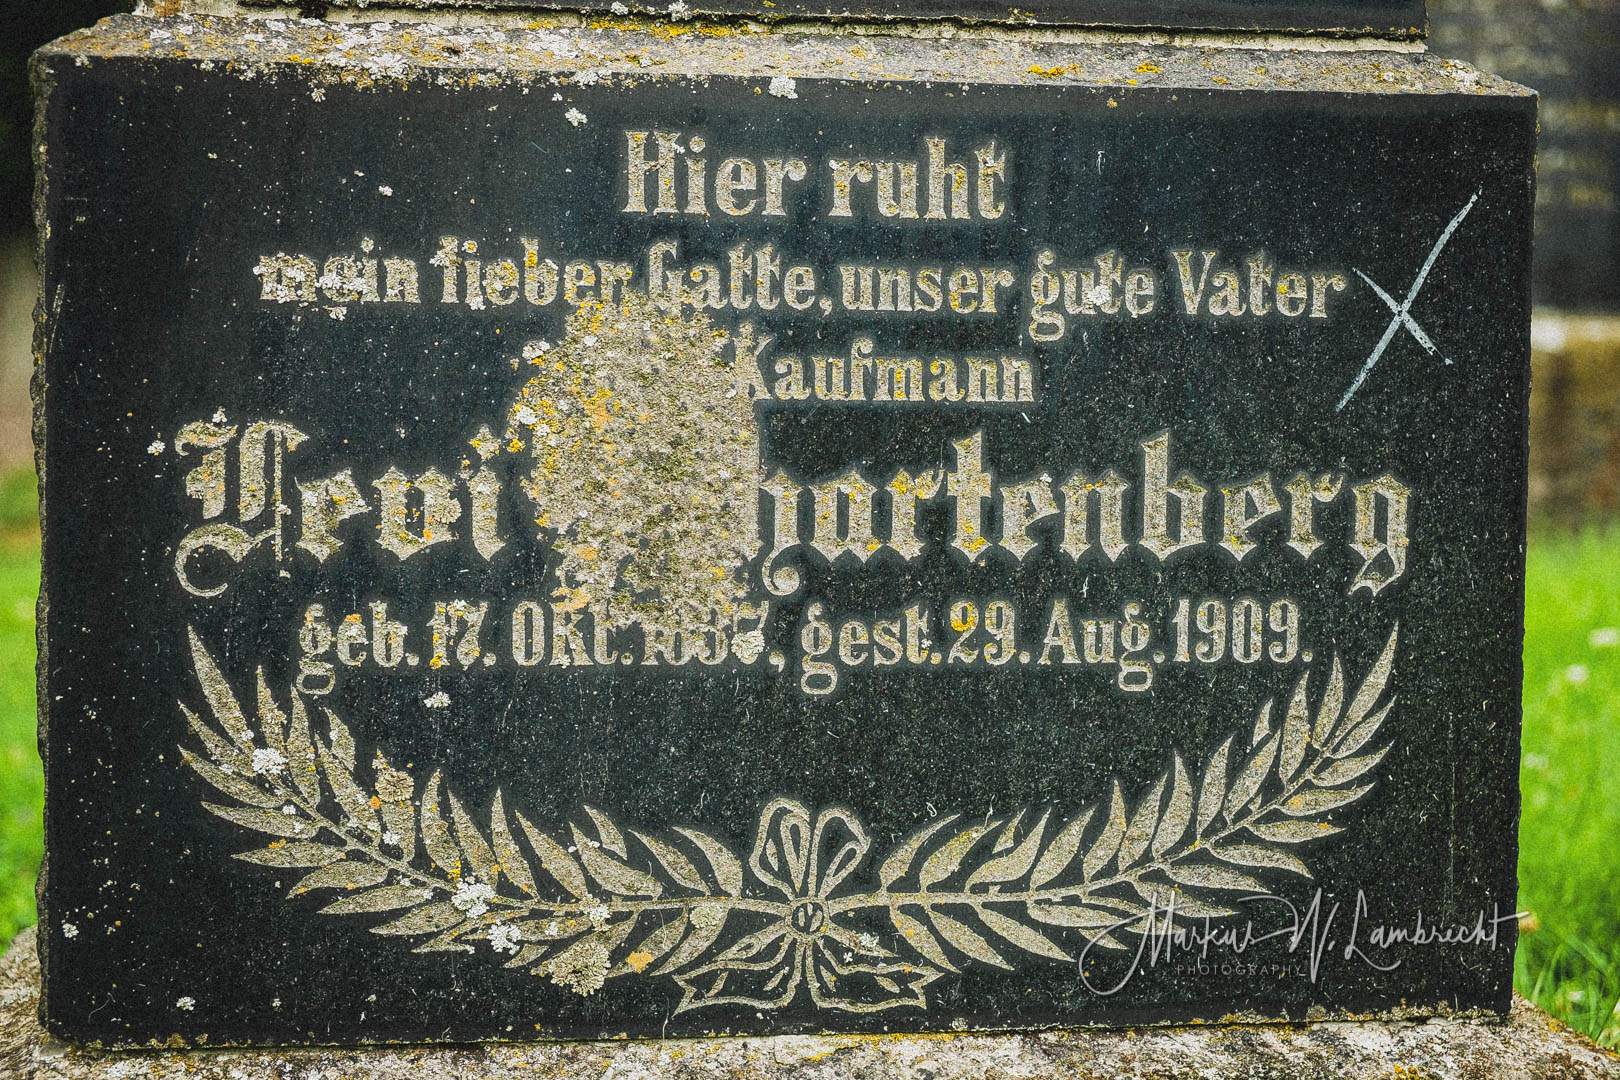 Hier ruht
mein lieber Gatte, unser gute Vater
Kaufmann
Levi
geb. 17. Okt. 1837, gest. 29. Aug. 1909.
Markus W. Lambrecht
PHOTOGRAPHY